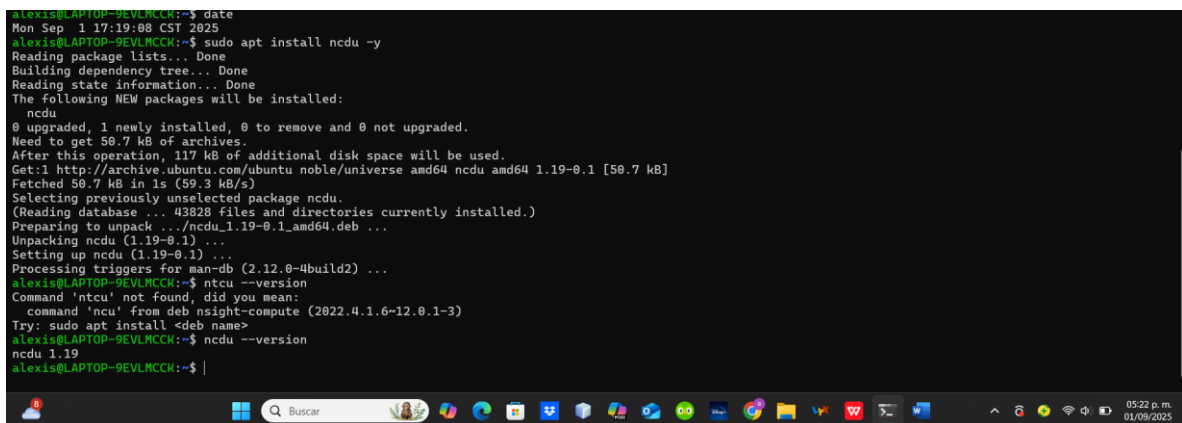 alexis@LAPTOP-9EVLMCCK:~$ date
Mon Sep  1 17:19:08 CST 2025
alexis@LAPTOP-9EVLMCCK:~$ sudo apt install ncdu -y
Reading package lists... Done
Building dependency tree... Done
Reading state information... Done
The following NEW packages will be installed:
  ncdu
0 upgraded, 1 newly installed, 0 to remove and 0 not upgraded.
Need to get 50.7 kB of archives.
After this operation, 117 kB of additional disk space will be used.
Get:1 http://archive.ubuntu.com/ubuntu noble/universe amd64 ncdu amd64 1.19-0.1 [50.7 kB]
Fetched 50.7 kB in 1s (59.3 kB/s)
Selecting previously unselected package ncdu.
(Reading database ... 43828 files and directories currently installed.)
Preparing to unpack .../ncdu_1.19-0.1_amd64.deb ...
Unpacking ncdu (1.19-0.1) ...
Setting up ncdu (1.19-0.1) ...
Processing triggers for man-db (2.12.0-4build2) ...
alexis@LAPTOP-9EVLMCCK:~$ ntcu --version
Command 'ntcu' not found, did you mean:
  command 'ncu' from deb nsight-compute (2022.4.1.6~12.0.1-3)
Try: sudo apt install <deb name>
alexis@LAPTOP-9EVLMCCK:~$ ncdu --version
ncdu 1.19
alexis@LAPTOP-9EVLMCCK:~$
8
Buscar
05:22 p. m.
01/09/2025